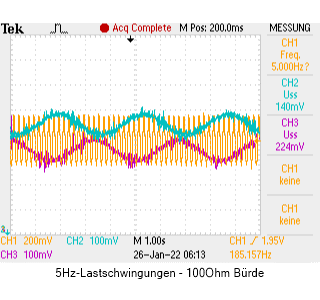 Tek Acq Complete M Pos: 200.0ms MESSUNG
CH1
Freq.
5.000Hz?
CH2
Uss
140mV
CH3
Uss
224mV
CH1
keine
CH1
keine
CH1 200mV CH2 100mV M 1.00s CH1 / 1.95V
CH3 100mV 26-Jan-22 06:13 185.157Hz
5Hz-Lastschwingungen - 100Ohm Bürde